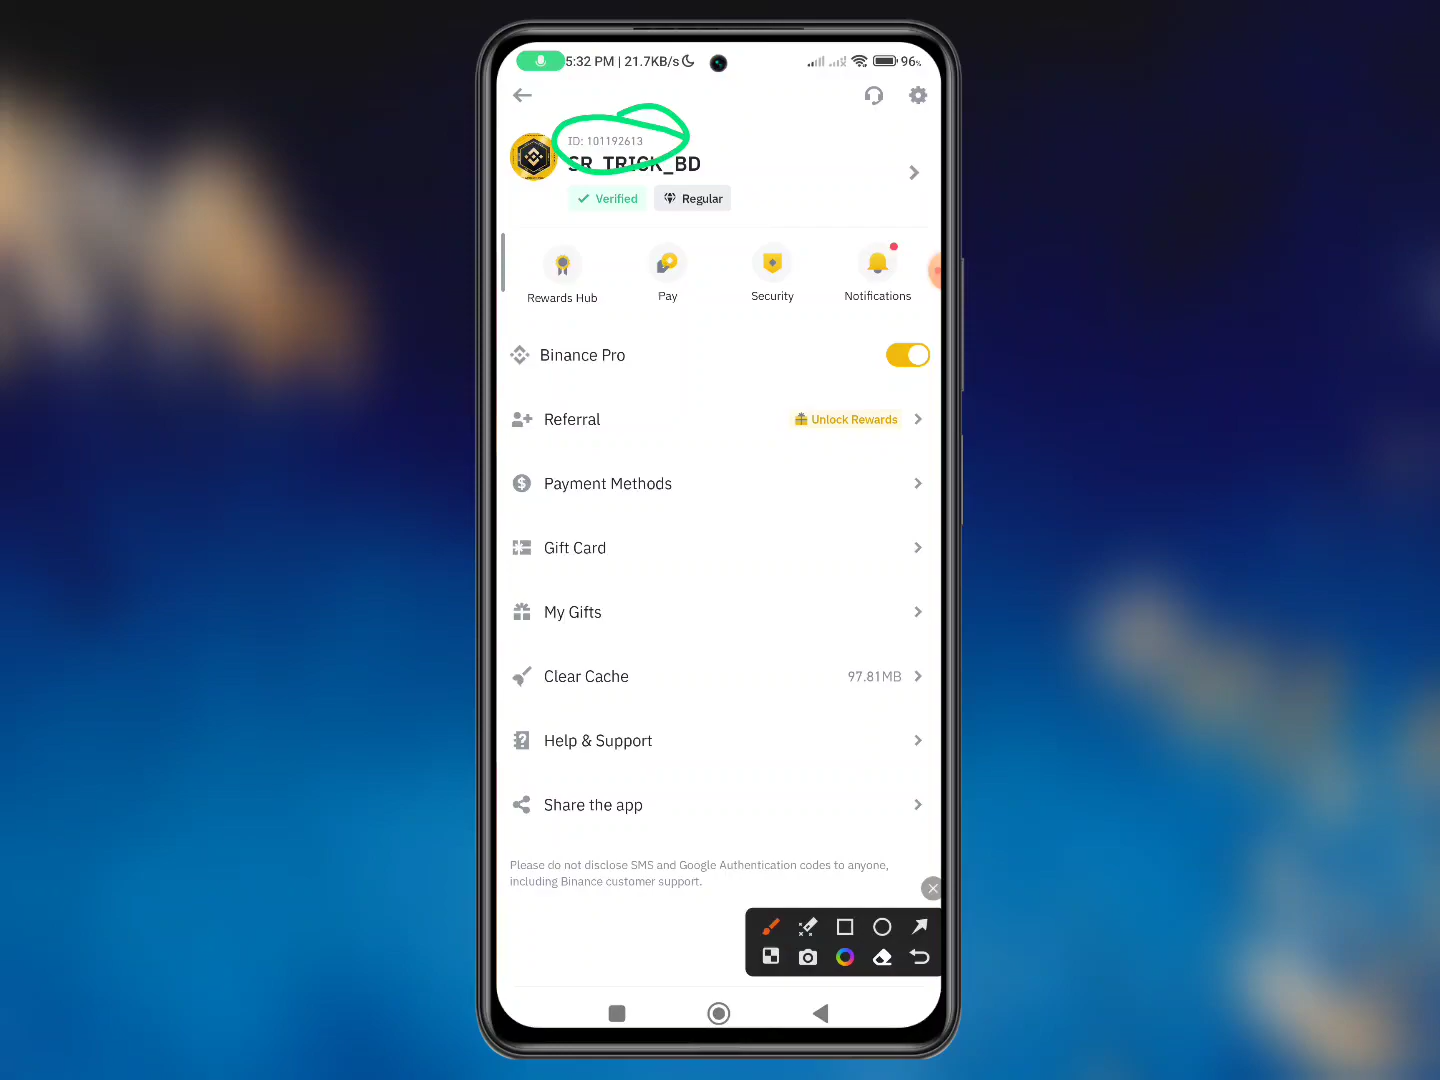 5:32 PM | 21.7KB/s 96%
ID: 101192613
SR_TRICK_BD
Verified Regular
Rewards Hub Pay Security Notifications
Binance Pro
Referral Unlock Rewards
Payment Methods
Gift Card
My Gifts
Clear Cache 97.81MB
Help & Support
Share the app
Please do not disclose SMS and Google Authentication codes to anyone,
including Binance customer support.